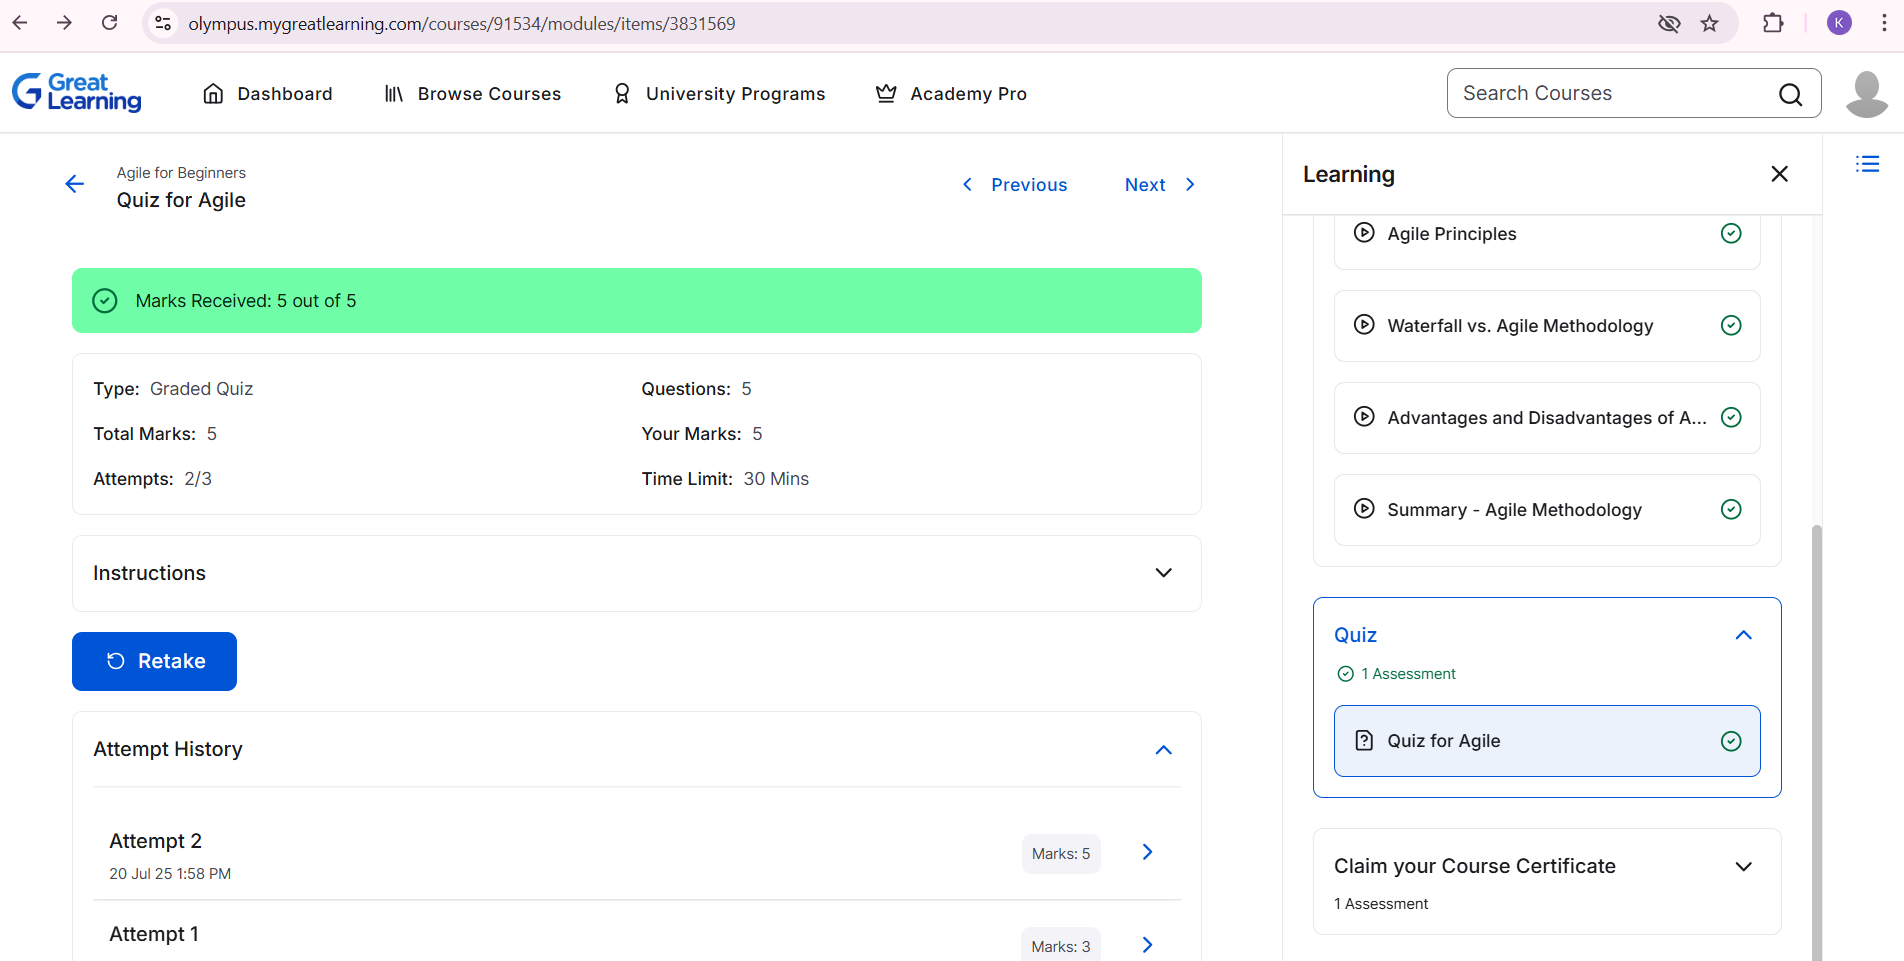 olympus.mygreatlearning.com/courses/91534/modules/items/3831569
K
Great Learning
Dashboard
Browse Courses
University Programs
Academy Pro
Search Courses
Agile for Beginners
Quiz for Agile
Previous
Next
Marks Received: 5 out of 5
Type: Graded Quiz
Questions: 5
Total Marks: 5
Your Marks: 5
Attempts: 2/3
Time Limit: 30 Mins
Instructions
Retake
Attempt History
Attempt 2
20 Jul 25 1:58 PM
Marks: 5
Attempt 1
Marks: 3
Learning
Agile Principles
Waterfall vs. Agile Methodology
Advantages and Disadvantages of A...
Summary - Agile Methodology
Quiz
1 Assessment
Quiz for Agile
Claim your Course Certificate
1 Assessment